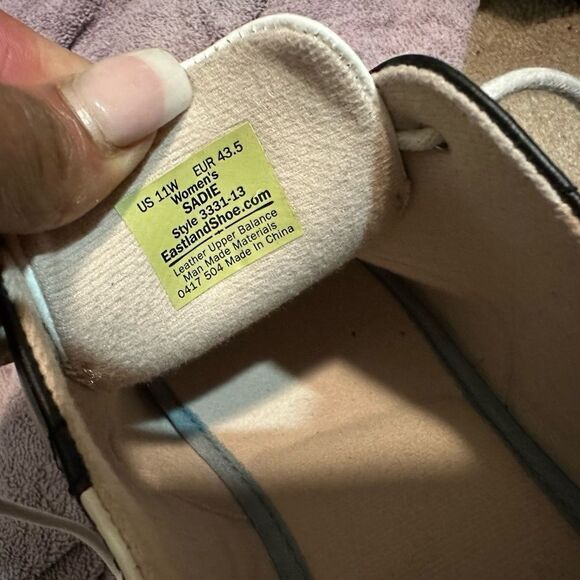 US 11W EUR 43.5
Women's
SADIE
Style 3331-13
EastlandShoe.com
Leather Upper Balance
Man Made Materials
0417 504 Made In China